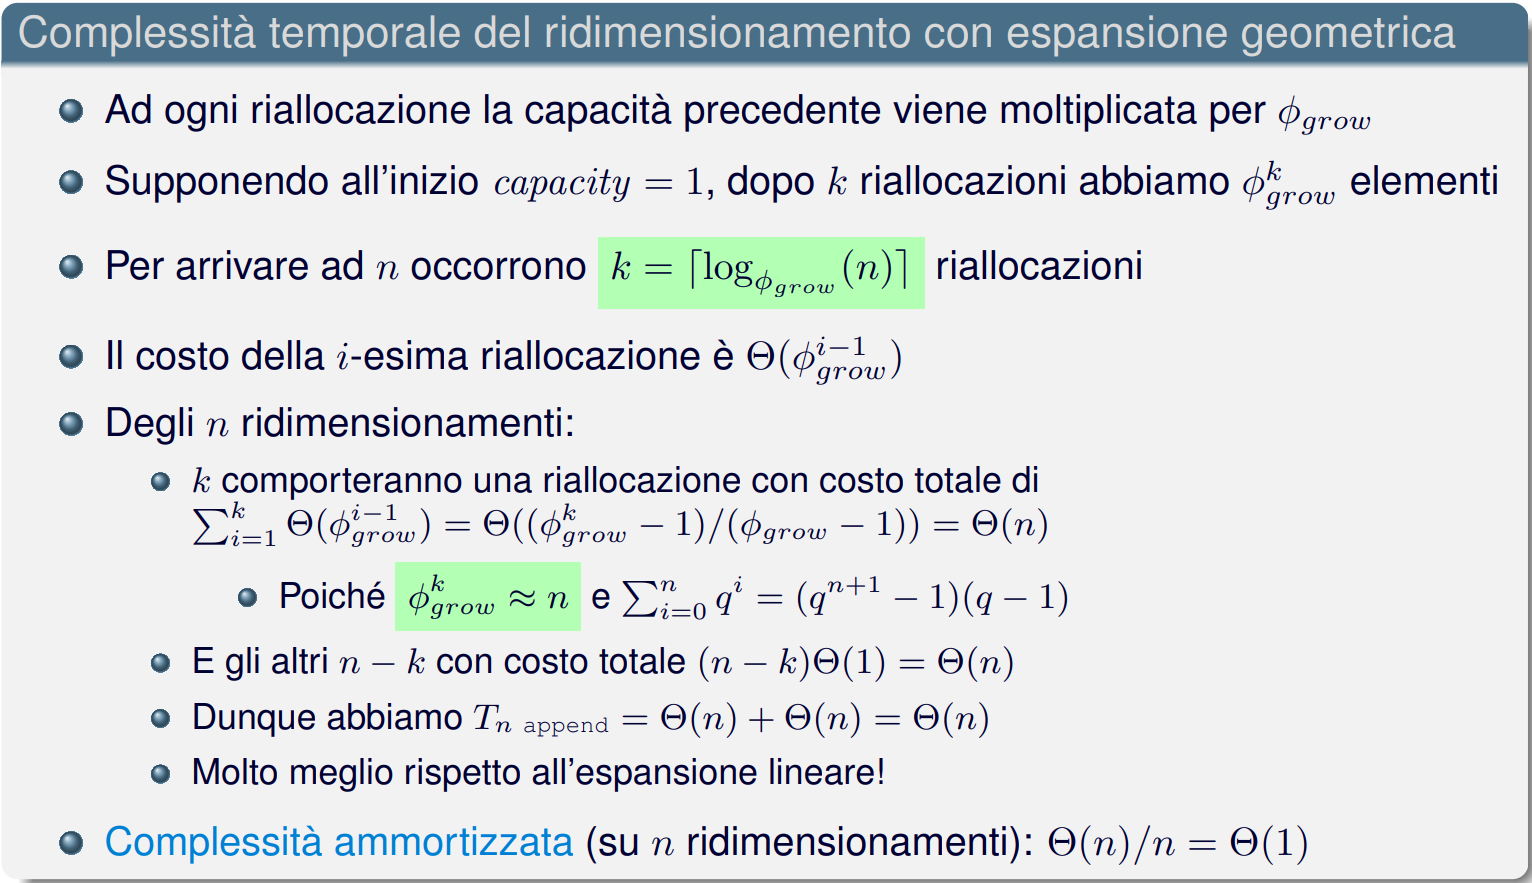 Complessità temporale del ridimensionamento con espansione geometrica
Ad ogni riallocazione la capacità precedente viene moltiplicata per $\phi_{grow}$
Supponendo all'inizio $capacity = 1$, dopo $k$ riallocazioni abbiamo $\phi_{grow}^{k}$ elementi
Per arrivare ad $n$ occorrono $k = \lceil \log_{\phi_{grow}}(n) \rceil$ riallocazioni
Il costo della $i$-esima riallocazione è $\Theta(\phi_{grow}^{i-1})$
Degli $n$ ridimensionamenti:
$k$ comporteranno una riallocazione con costo totale di
$\sum_{i=1}^{k} \Theta(\phi_{grow}^{i-1}) = \Theta((\phi_{grow}^{k} - 1)/(\phi_{grow} - 1)) = \Theta(n)$
Poiché $\phi_{grow}^{k} \approx n$ e $\sum_{i=0}^{n} q^{i} = (q^{n+1} - 1)(q - 1)$
E gli altri $n - k$ con costo totale $(n - k)\Theta(1) = \Theta(n)$
Dunque abbiamo $T_{n \text{ append}} = \Theta(n) + \Theta(n) = \Theta(n)$
Molto meglio rispetto all'espansione lineare!
Complessità ammortizzata (su $n$ ridimensionamenti): $\Theta(n)/n = \Theta(1)$